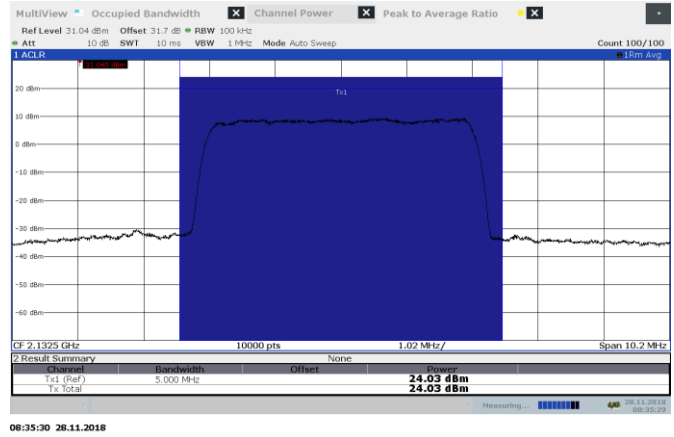 MultiView Occupied Bandwidth X Channel Power X Peak to Average Ratio X
Ref Level 31.04 dBm Offset 31.7 dB RBW 100 kHz
Att 10 dB SWT 10 ms VBW 1 MHz Mode Auto Sweep Count 100/100
1 ACLR 1Rm Avg
31.040 dBm
20 dBm
Tx1
10 dBm
0 dBm
-10 dBm
-20 dBm
-30 dBm
-40 dBm
-50 dBm
-60 dBm
CF 2.1325 GHz 10000 pts 1.02 MHz/ Span 10.2 MHz
2 Result Summary None
Channel Bandwidth Offset Power
Tx1 (Ref) 5.000 MHz 24.03 dBm
Tx Total 24.03 dBm
Measuring... 28.11.2018
08:35:29
08:35:30 28.11.2018